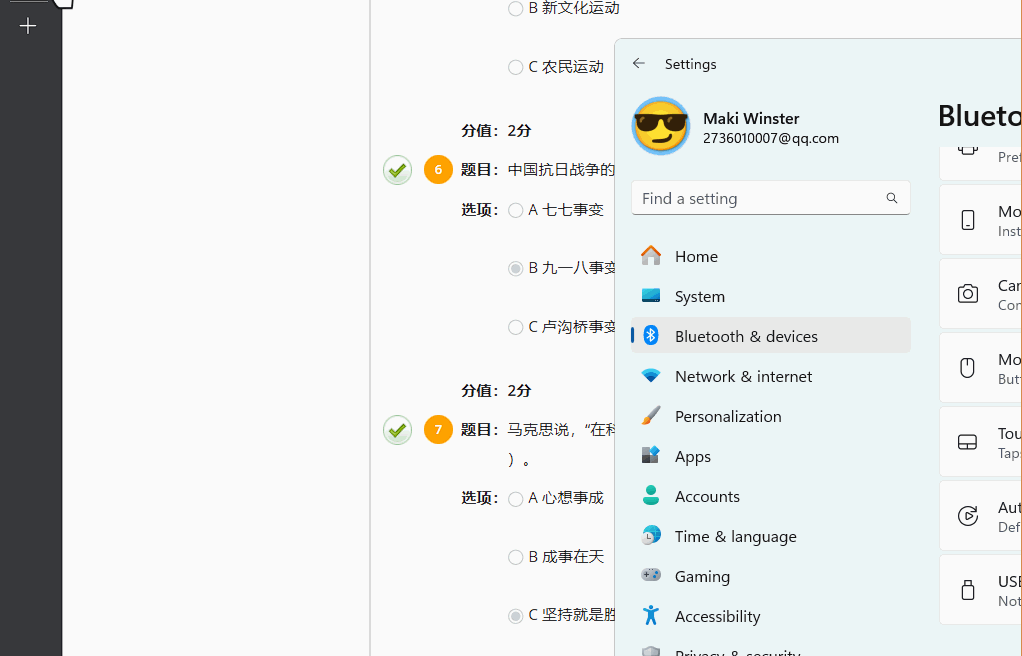 B 新文化运动
C 农民运动
分值：2分
6 题目：中国抗日战争的
选项： A 七七事变
B 九一八事变
C 卢沟桥事变
分值：2分
7 题目：马克思说，“在科
）。
选项： A 心想事成
B 成事在天
C 坚持就是胜
Settings
Maki Winster
2736010007@qq.com
Find a setting
Home
System
Bluetooth & devices
Network & internet
Personalization
Apps
Accounts
Time & language
Gaming
Accessibility
Privacy & security
Blueto
Pref
Mo
Inst
Car
Con
Mo
Butt
Tou
Taps
Aut
Def
USB
Not